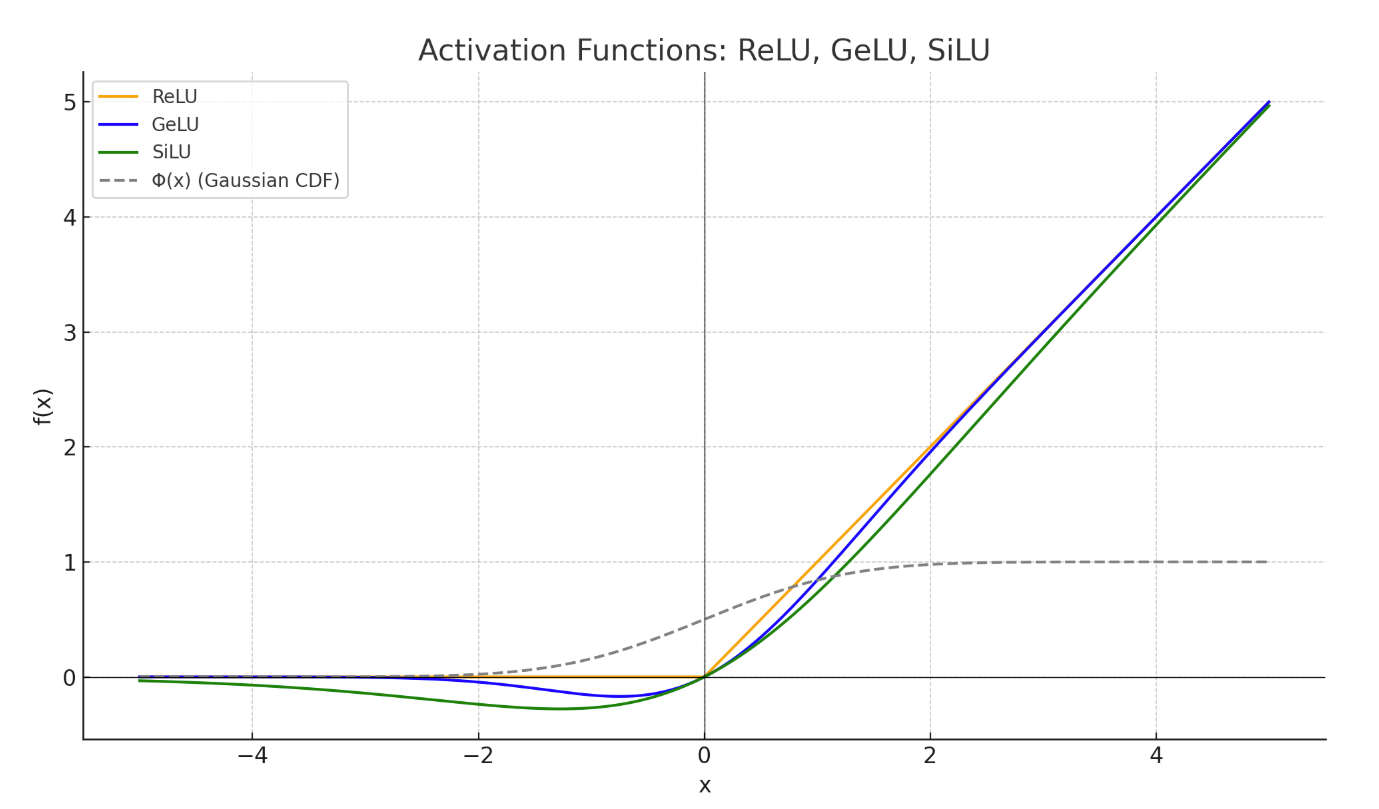 Activation Functions: ReLU, GeLU, SiLU
ReLU
GeLU
SiLU
Φ(x) (Gaussian CDF)
5
4
3
2
1
0
f(x)
−4
−2
0
2
4
x